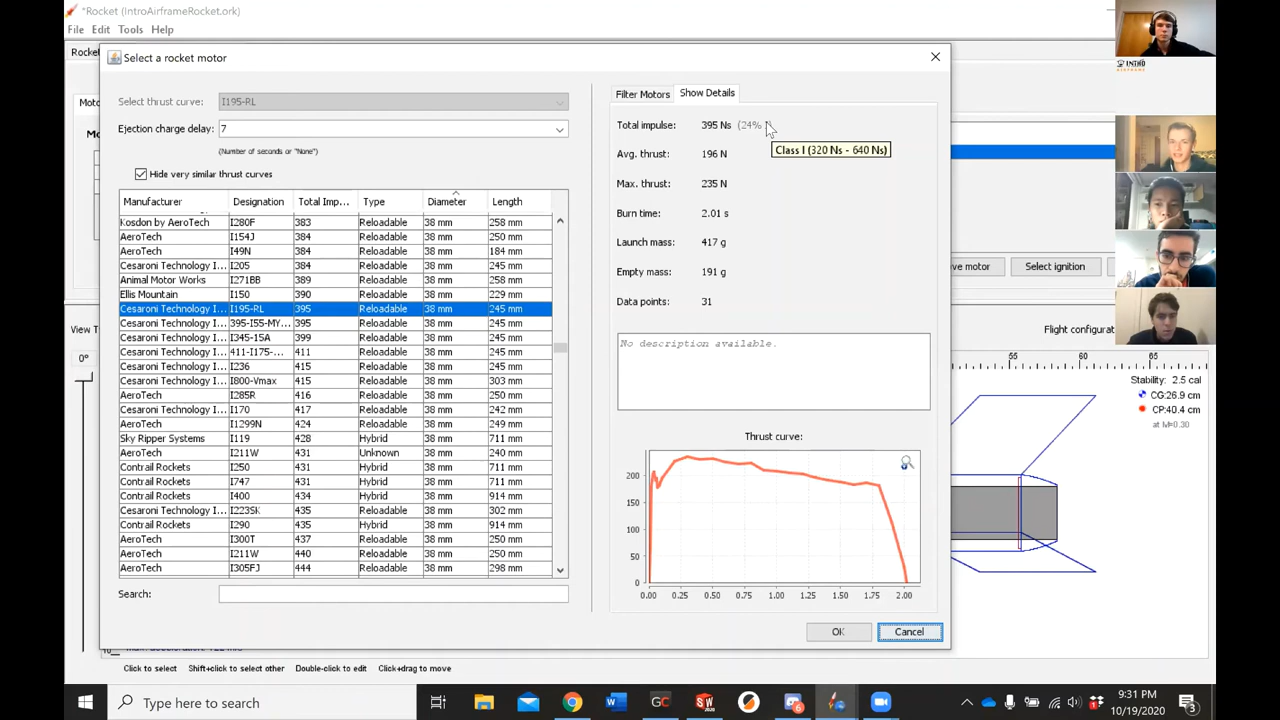 *Rocket (IntroAirframeRocket.ork)
File Edit Tools Help
Rocket
Select a rocket motor
Select thrust curve: I195-RL
Ejection charge delay: 7
(Number of seconds or "None")
Hide very similar thrust curves
Manufacturer Designation Total Imp... Type Diameter Length
Kosdon by AeroTech I280F 383 Reloadable 38 mm 258 mm
AeroTech I154J 384 Reloadable 38 mm 250 mm
AeroTech I49N 384 Reloadable 38 mm 184 mm
Cesaroni Technology I... I205 384 Reloadable 38 mm 245 mm
Animal Motor Works I271BB 389 Reloadable 38 mm 258 mm
Ellis Mountain I150 390 Reloadable 38 mm 229 mm
Cesaroni Technology I... I195-RL 395 Reloadable 38 mm 245 mm
Cesaroni Technology I... 395-I55-MY... 395 Reloadable 38 mm 245 mm
Cesaroni Technology I... I345-15A 399 Reloadable 38 mm 245 mm
Cesaroni Technology I... 411-I175-... 411 Reloadable 38 mm 245 mm
Cesaroni Technology I... I236 415 Reloadable 38 mm 245 mm
Cesaroni Technology I... I800-Vmax 415 Reloadable 38 mm 303 mm
AeroTech I285R 416 Reloadable 38 mm 250 mm
Cesaroni Technology I... I170 417 Reloadable 38 mm 242 mm
AeroTech I1299N 424 Reloadable 38 mm 249 mm
Sky Ripper Systems I119 428 Hybrid 38 mm 711 mm
AeroTech I211W 431 Unknown 38 mm 240 mm
Contrail Rockets I250 431 Hybrid 38 mm 711 mm
Contrail Rockets I747 431 Hybrid 38 mm 711 mm
Contrail Rockets I400 434 Hybrid 38 mm 914 mm
Cesaroni Technology I... I223SK 435 Reloadable 38 mm 302 mm
Contrail Rockets I290 435 Hybrid 38 mm 914 mm
AeroTech I300T 437 Reloadable 38 mm 250 mm
AeroTech I211W 440 Reloadable 38 mm 250 mm
AeroTech I305FJ 444 Reloadable 38 mm 298 mm
Search:
Filter Motors Show Details
Total impulse: 395 Ns (24%
Class I (320 Ns - 640 Ns)
Avg. thrust: 196 N
Max. thrust: 235 N
Burn time: 2.01 s
Launch mass: 417 g
Empty mass: 191 g
Data points: 31
No description available.
Thrust curve:
200
150
100
50
0
0.00 0.25 0.50 0.75 1.00 1.25 1.50 1.75 2.00
OK Cancel
motor Select ignition
View Ty
0°
Flight configurat
55 60 65
Stability: 2.5 cal
CG:26.9 cm
CP:40.4 cm
at M=0.30
Click to select Shift+click to select other Double-click to edit Click+drag to move
INTRO
AIRFRAME
Type here to search
GC
SW
2020
6
9:31 PM
10/19/2020
3